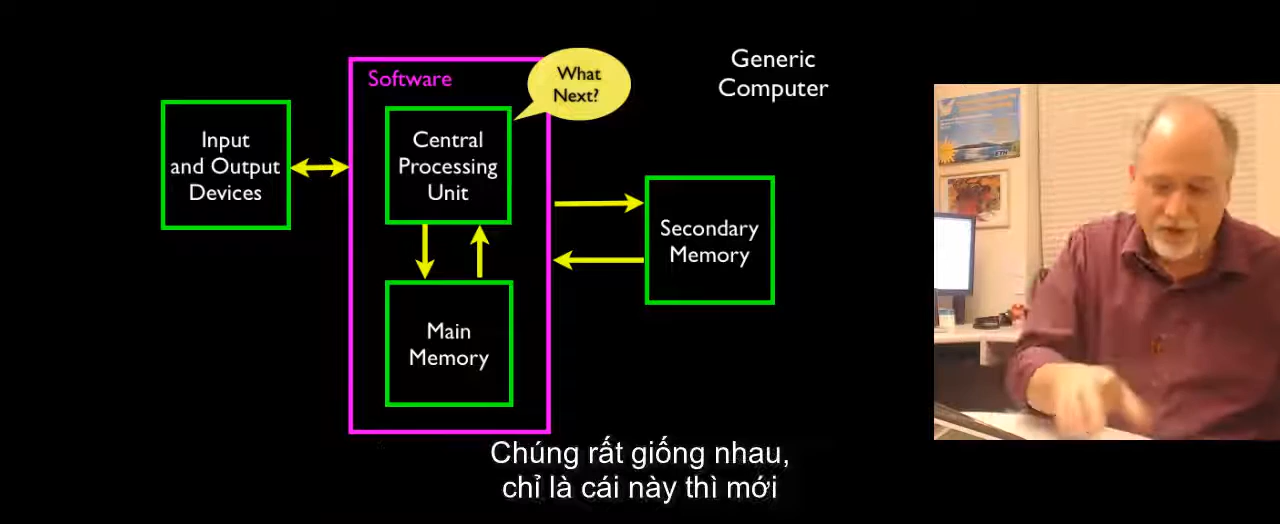 Generic
Computer
Software
What
Next?
Input
and Output
Devices
Central
Processing
Unit
Secondary
Memory
Main
Memory
Chúng rất giống nhau,
chỉ là cái này thì mới